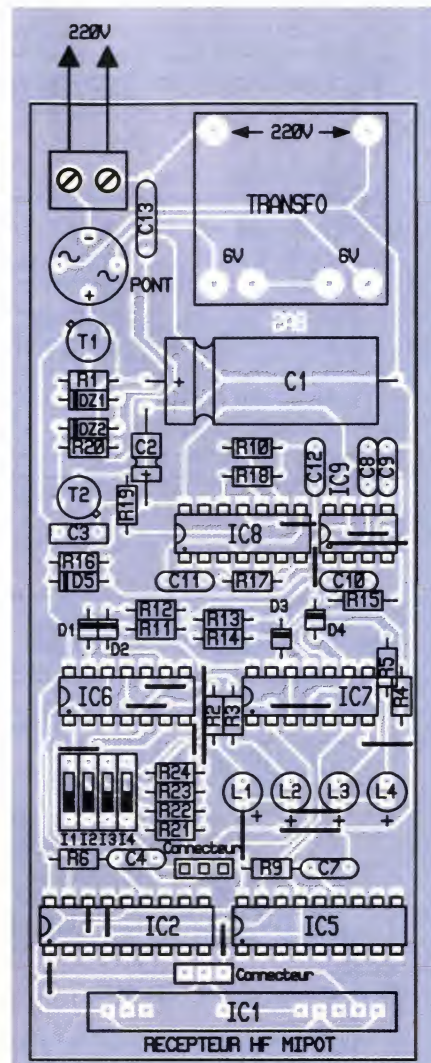 220V
← 220V →
TRANSFO
C13
6V 6V
PONT
T1
C1
R1
DZ1
DZ2
R20
C2
R10
R18
C12
IC9
C8
C9
T2
R19
C3
IC8
R16
D5
C11
R17
C10
R15
D1
D2
R12
R11
R13
R14
D3
D4
R5
R4
IC6
R2
R3
IC7
R24
R23
R22
R21
L1
L2
L3
L4
I1 I2 I3 I4
R6
C4
Connecteur
R9
C7
IC2
IC5
Connecteur
IC1
RECEPTEUR HF MIPOT